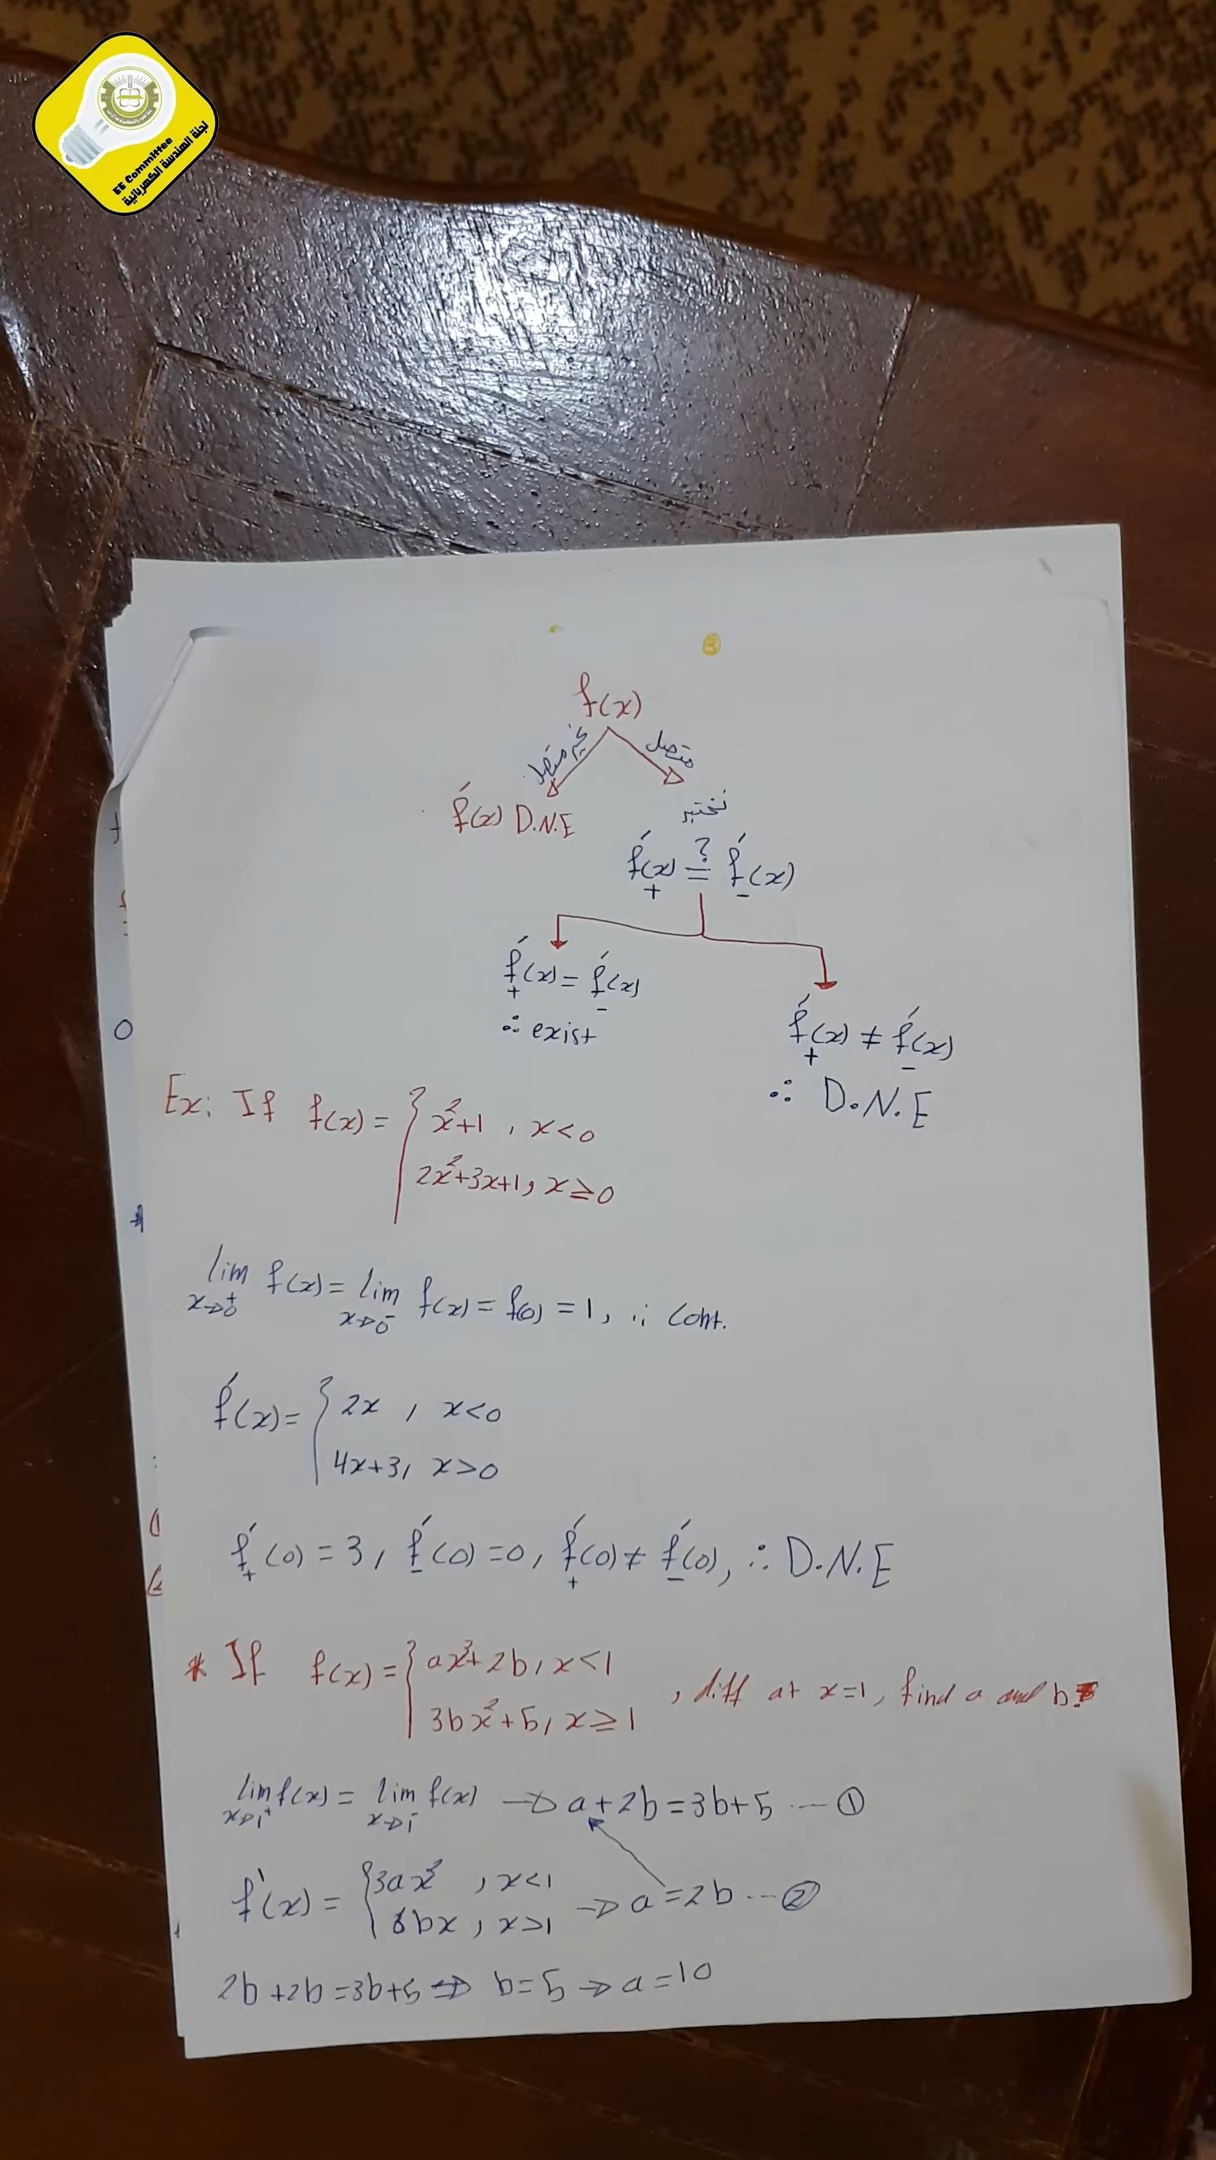 EE Committee
لجنة الهندسة الكهربائية
3
f(x)
غير متصل متصل
f́(x) D.N.E
نختبر
f́₊(x) ≟ f́₋(x)
f́₊(x) = f́₋(x)
∴ exist
f́₊(x) ≠ f́₋(x)
∴ D.N.E
Ex: If f(x) = { x²+1 , x<0
2x²+3x+1, x≥0
lim x→0⁺ f(x) = lim x→0⁻ f(x) = f(0) = 1, ∴ Cont.
f́(x) = { 2x , x<0
4x+3, x>0
f́₊(0) = 3, f́₋(0) = 0, f́₊(0) ≠ f́₋(0), ∴ D.N.E
* If f(x) = { ax³+2b, x<1
3bx²+5, x≥1 , diff at x=1, find a and b?
lim x→1⁺ f(x) = lim x→1⁻ f(x) → a+2b = 3b+5 --- ①
f'(x) = { 3ax² , x<1
6bx , x>1 → a = 2b --- ②
2b+2b = 3b+5 ⇒ b=5 → a=10